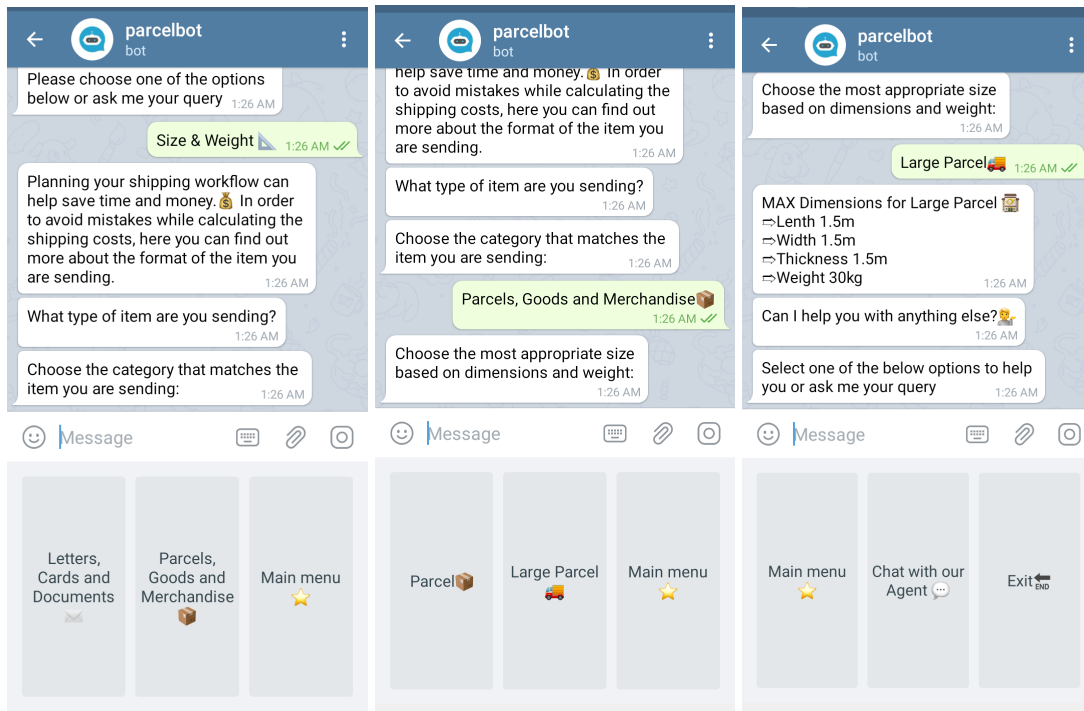 parcelbot
bot
Please choose one of the options
below or ask me your query 1:26 AM
Size & Weight 📐 1:26 AM
Planning your shipping workflow can
help save time and money.💰 In order
to avoid mistakes while calculating the
shipping costs, here you can find out
more about the format of the item you
are sending. 1:26 AM
What type of item are you sending?
1:26 AM
Choose the category that matches the
item you are sending: 1:26 AM
Message
Letters,
Cards and
Documents
✉️
Parcels,
Goods and
Merchandise
📦
Main menu
⭐
parcelbot
bot
help save time and money.💰 In order
to avoid mistakes while calculating the
shipping costs, here you can find out
more about the format of the item you
are sending. 1:26 AM
What type of item are you sending?
1:26 AM
Choose the category that matches the
item you are sending: 1:26 AM
Parcels, Goods and Merchandise📦
1:26 AM
Choose the most appropriate size
based on dimensions and weight:
1:26 AM
Message
Parcel📦
Large Parcel
🚚
Main menu
⭐
parcelbot
bot
Choose the most appropriate size
based on dimensions and weight:
1:26 AM
Large Parcel🚚 1:26 AM
MAX Dimensions for Large Parcel 🏤
⇨Lenth 1.5m
⇨Width 1.5m
⇨Thickness 1.5m
⇨Weight 30kg 1:26 AM
Can I help you with anything else?💁
1:26 AM
Select one of the below options to help
you or ask me your query 1:26 AM
Message
Main menu
⭐
Chat with our
Agent 💬
Exit🔚